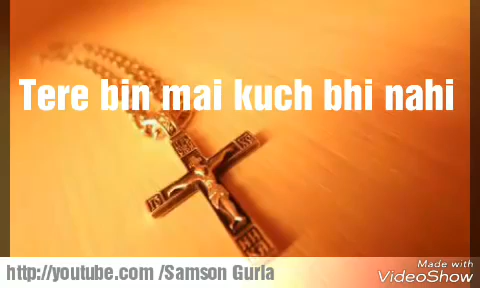 Tere bin mai kuch bhi nahi
http://youtube.com /Samson Gurla
Made with
VideoShow